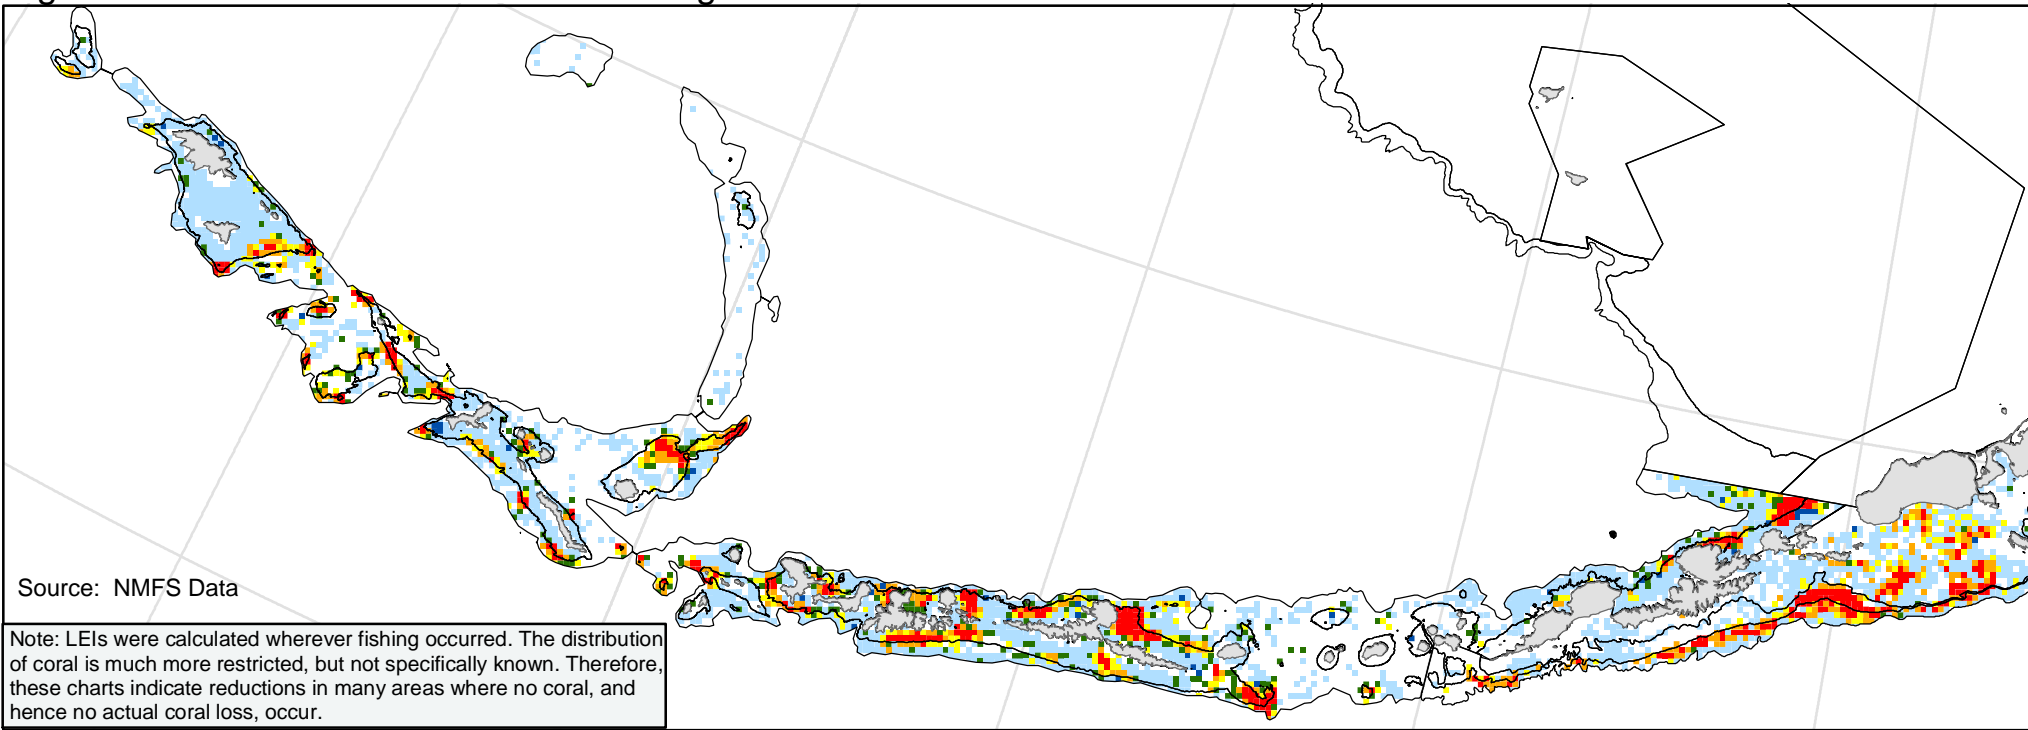 Source: NMFS Data
Note: LEIs were calculated wherever fishing occurred. The distribution
of coral is much more restricted, but not specifically known. Therefore,
these charts indicate reductions in many areas where no coral, and
hence no actual coral loss, occur.